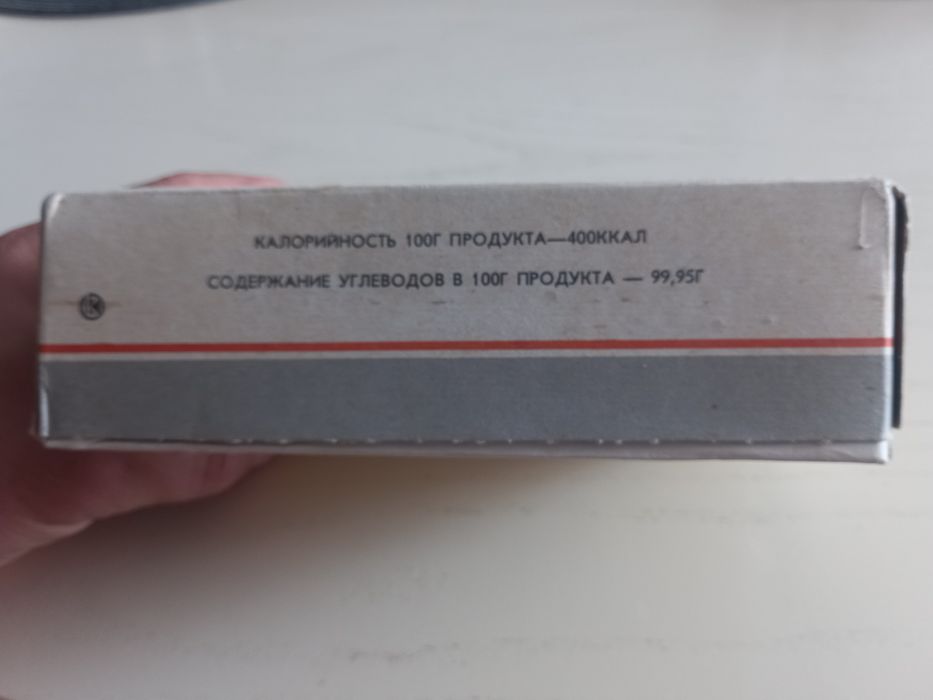 КАЛОРИЙНОСТЬ 100Г ПРОДУКТА—400ККАЛ
СОДЕРЖАНИЕ УГЛЕВОДОВ В 100Г ПРОДУКТА — 99,95Г